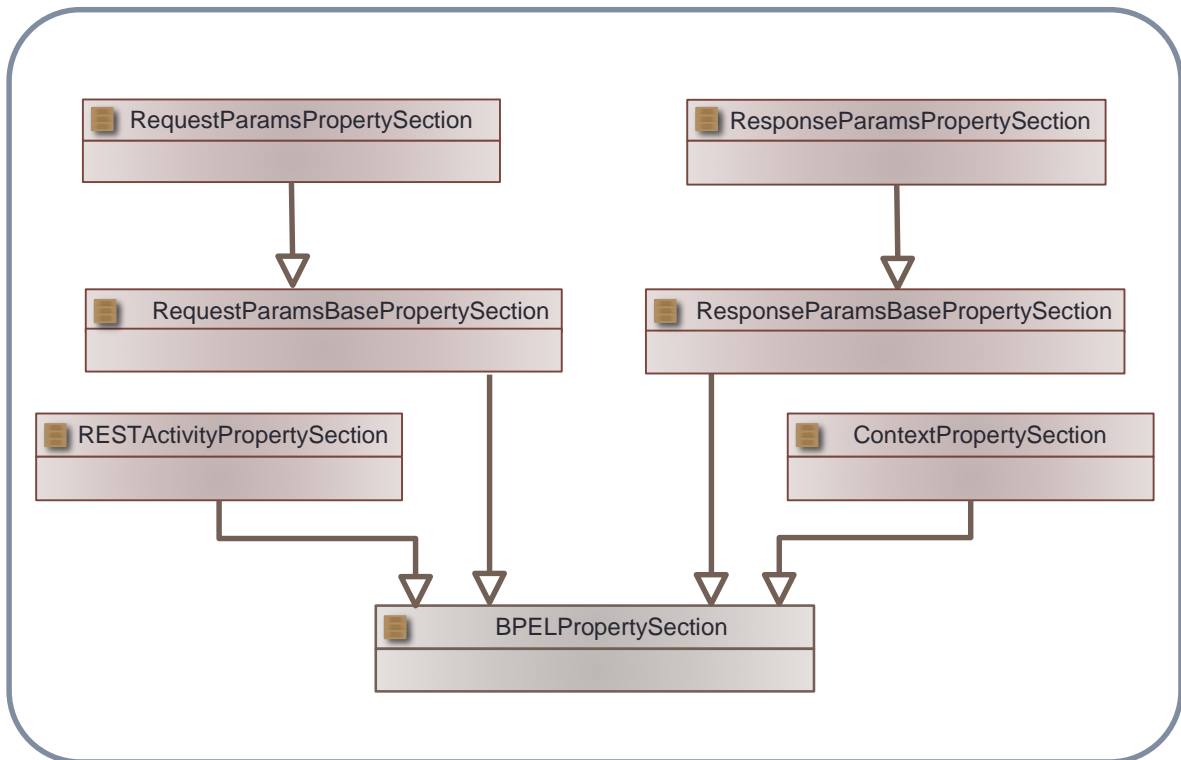 RequestParamsPropertySection
ResponseParamsPropertySection
RequestParamsBasePropertySection
ResponseParamsBasePropertySection
RESTActivityPropertySection
ContextPropertySection
BPELPropertySection